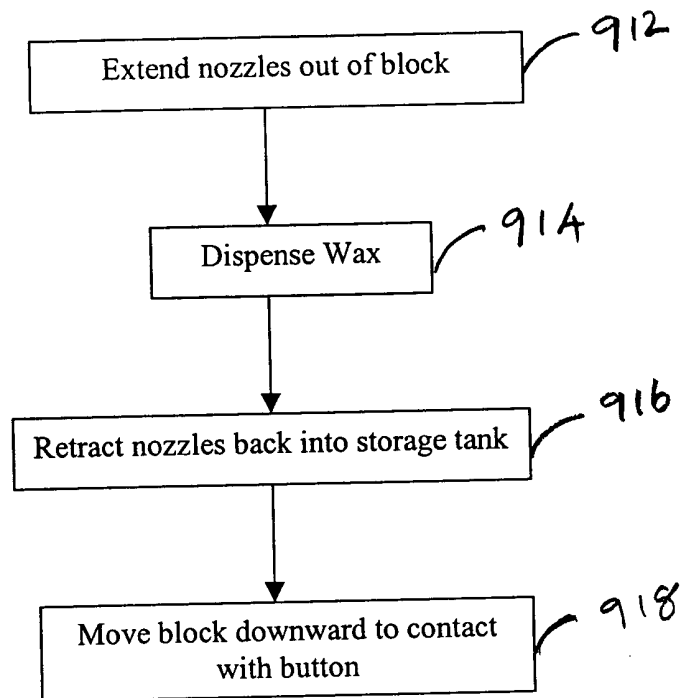 912
Extend nozzles out of block
914
Dispense Wax
916
Retract nozzles back into storage tank
918
Move block downward to contact
with button